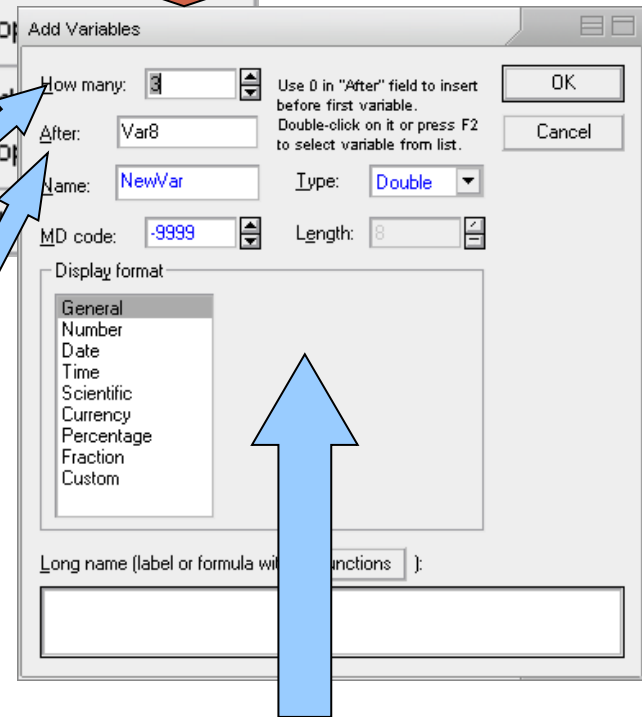 Add Variables
How many: 3
Use 0 in "After" field to insert
before first variable.
Double-click on it or press F2
to select variable from list.
OK
After: Var8
Cancel
Name: NewVar
Type: Double
MD code: -9999
Length: 8
Display format
General
Number
Date
Time
Scientific
Currency
Percentage
Fraction
Custom
Long name (label or formula ):